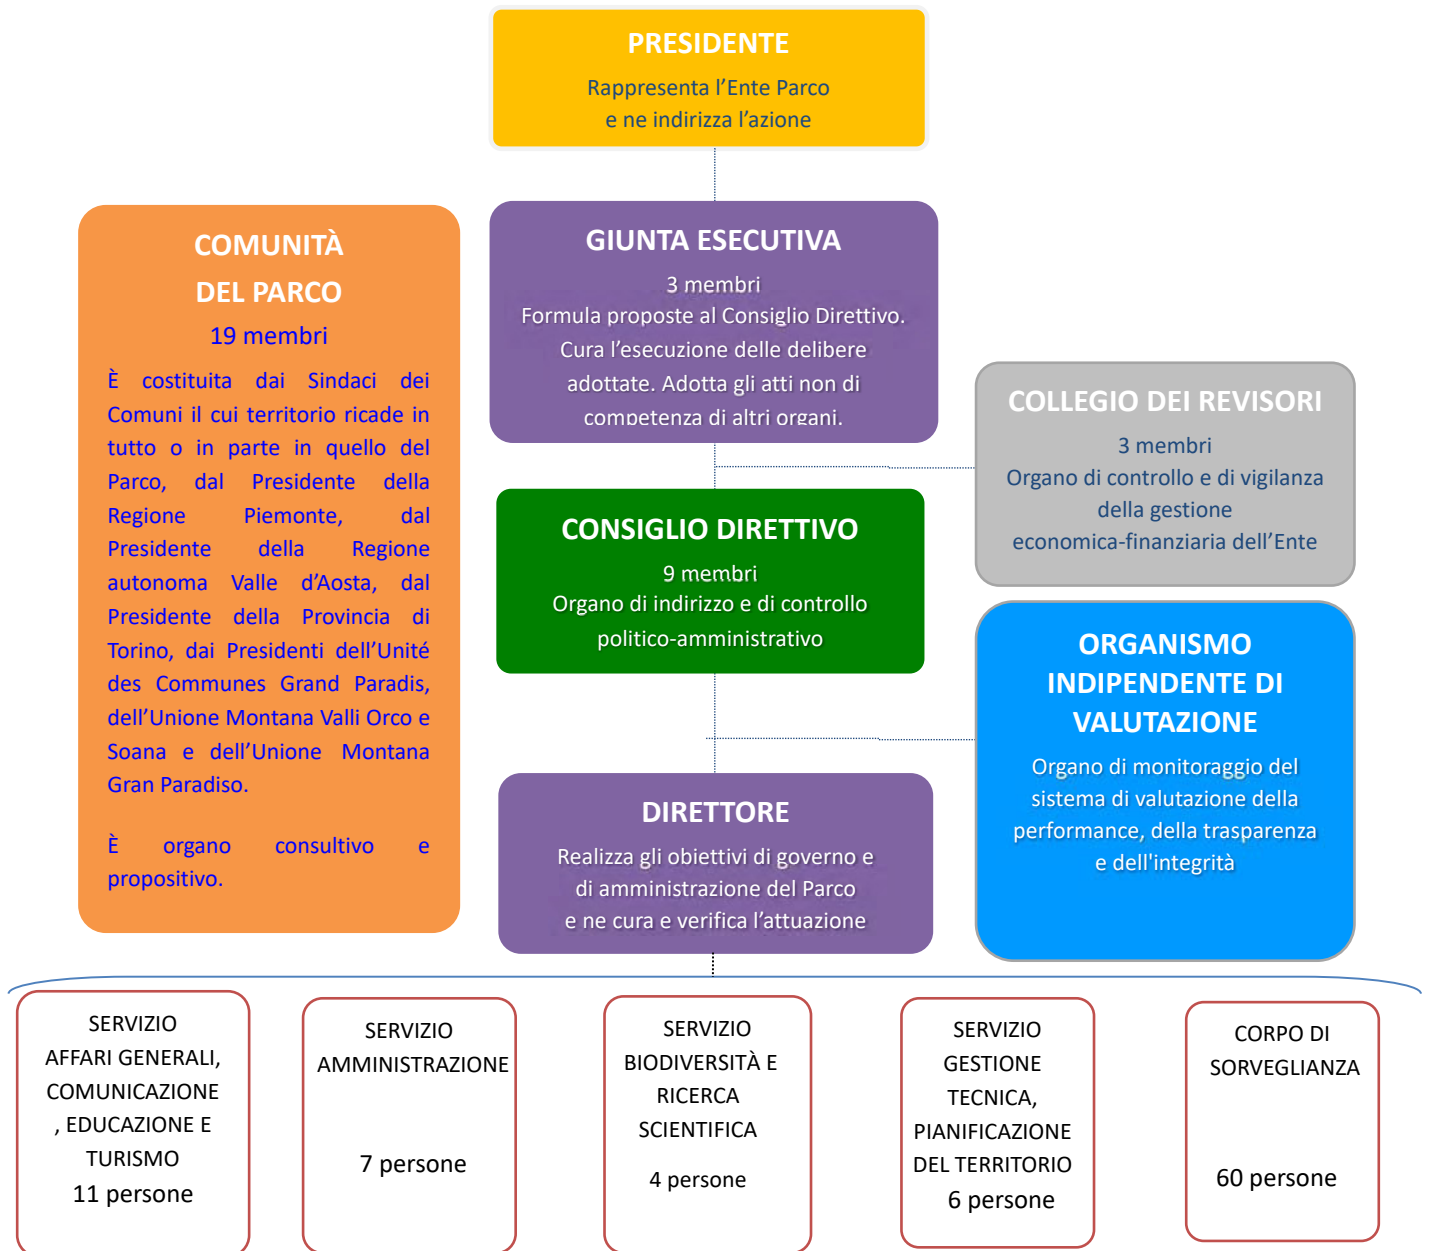 PRESIDENTE
Rappresenta l’Ente Parco
e ne indirizza l’azione
COMUNITÀ
DEL PARCO
19 membri
È costituita dai Sindaci dei
Comuni il cui territorio ricade in
tutto o in parte in quello del
Parco, dal Presidente della
Regione Piemonte, dal
Presidente della Regione
autonoma Valle d’Aosta, dal
Presidente della Provincia di
Torino, dai Presidenti dell’Unité
des Communes Grand Paradis,
dell’Unione Montana Valli Orco e
Soana e dell’Unione Montana
Gran Paradiso.
È organo consultivo e
propositivo.
GIUNTA ESECUTIVA
3 membri
Formula proposte al Consiglio Direttivo.
Cura l’esecuzione delle delibere
adottate. Adotta gli atti non di
competenza di altri organi.
COLLEGIO DEI REVISORI
3 membri
Organo di controllo e di vigilanza
della gestione
economica-finanziaria dell’Ente
CONSIGLIO DIRETTIVO
9 membri
Organo di indirizzo e di controllo
politico-amministrativo
ORGANISMO
INDIPENDENTE DI
VALUTAZIONE
Organo di monitoraggio del
sistema di valutazione della
performance, della trasparenza
e dell'integrità
DIRETTORE
Realizza gli obiettivi di governo e
di amministrazione del Parco
e ne cura e verifica l’attuazione
SERVIZIO
AFFARI GENERALI,
COMUNICAZIONE
, EDUCAZIONE E
TURISMO
11 persone
SERVIZIO
AMMINISTRAZIONE
7 persone
SERVIZIO
BIODIVERSITÀ E
RICERCA
SCIENTIFICA
4 persone
SERVIZIO
GESTIONE
TECNICA,
PIANIFICAZIONE
DEL TERRITORIO
6 persone
CORPO DI
SORVEGLIANZA
60 persone